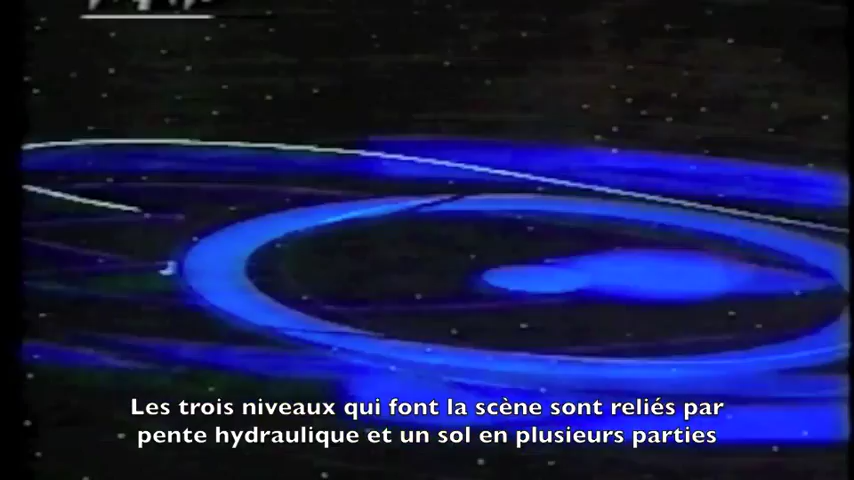 Les trois niveaux qui font la scène sont reliés par
pente hydraulique et un sol en plusieurs parties